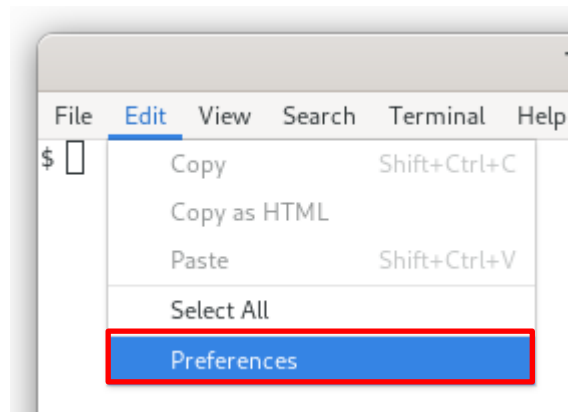 File Edit View Search Terminal Help
$
Copy Shift+Ctrl+C
Copy as HTML
Paste Shift+Ctrl+V
Select All
Preferences